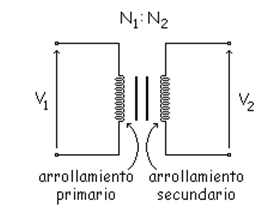 N1:N2
V1
V2
arrollamiento
primario
arrollamiento
secundario